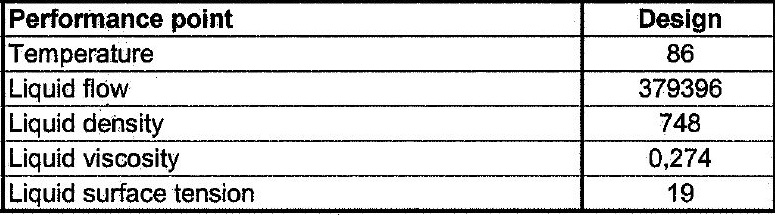 Performance point Design
Temperature 86
Liquid flow 379396
Liquid density 748
Liquid viscosity 0,274
Liquid surface tension 19